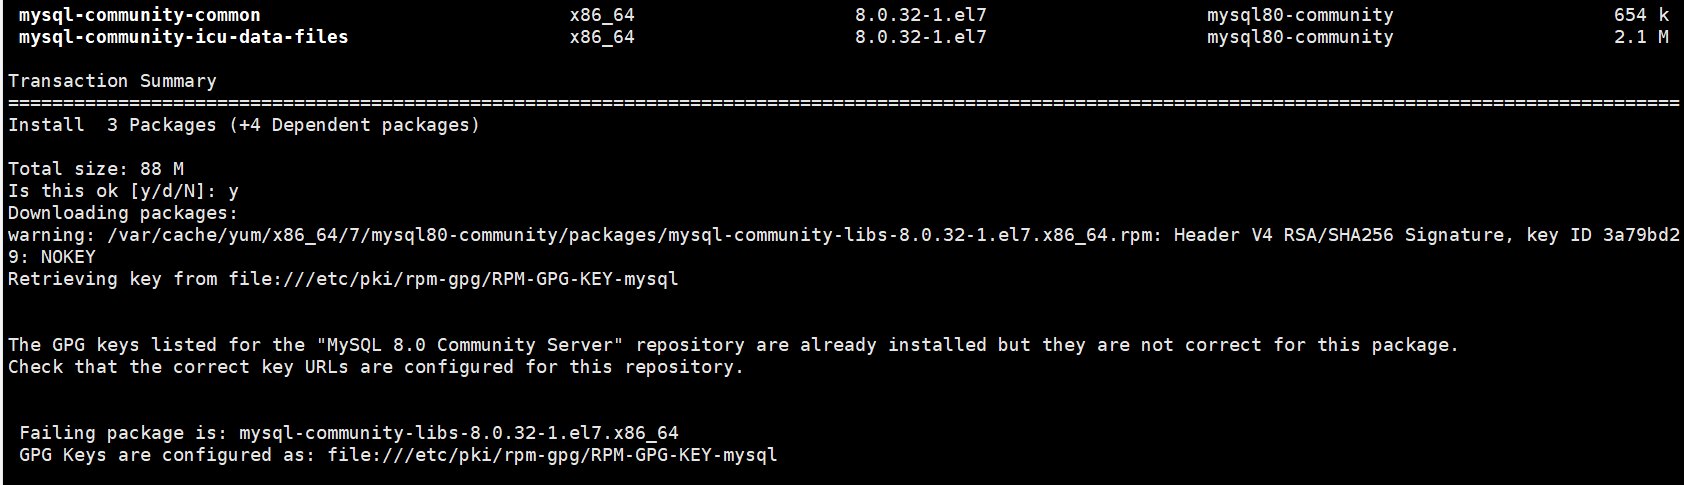 mysql-community-common x86_64 8.0.32-1.el7 mysql80-community 654 k
mysql-community-icu-data-files x86_64 8.0.32-1.el7 mysql80-community 2.1 M
Transaction Summary
========================================================================================================================================================
Install  3 Packages (+4 Dependent packages)
Total size: 88 M
Is this ok [y/d/N]: y
Downloading packages:
warning: /var/cache/yum/x86_64/7/mysql80-community/packages/mysql-community-libs-8.0.32-1.el7.x86_64.rpm: Header V4 RSA/SHA256 Signature, key ID 3a79bd2
9: NOKEY
Retrieving key from file:///etc/pki/rpm-gpg/RPM-GPG-KEY-mysql
The GPG keys listed for the "MySQL 8.0 Community Server" repository are already installed but they are not correct for this package.
Check that the correct key URLs are configured for this repository.
Failing package is: mysql-community-libs-8.0.32-1.el7.x86_64
GPG Keys are configured as: file:///etc/pki/rpm-gpg/RPM-GPG-KEY-mysql